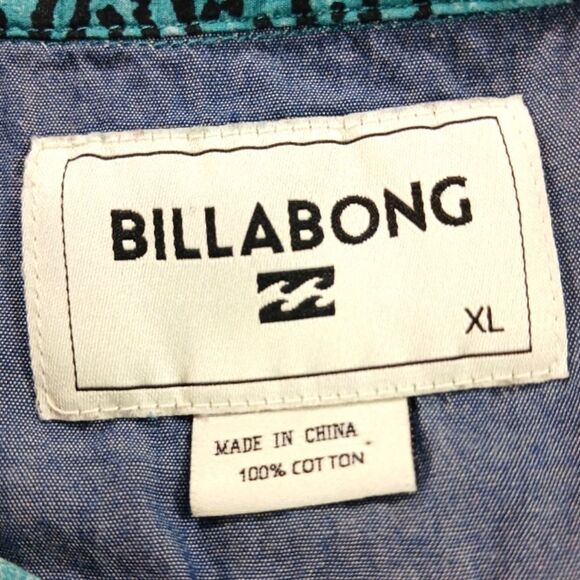 BILLABONG
XL
MADE IN CHINA
100% COTTON